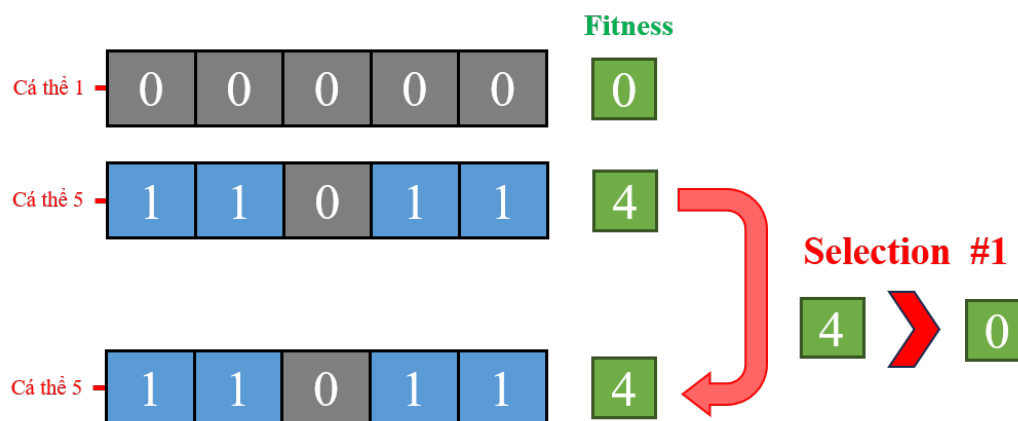 Fitness
Cá thể 1 0 0 0 0 0 0
Cá thể 5 1 1 0 1 1 4
Selection #1
4 0
Cá thể 5 1 1 0 1 1 4